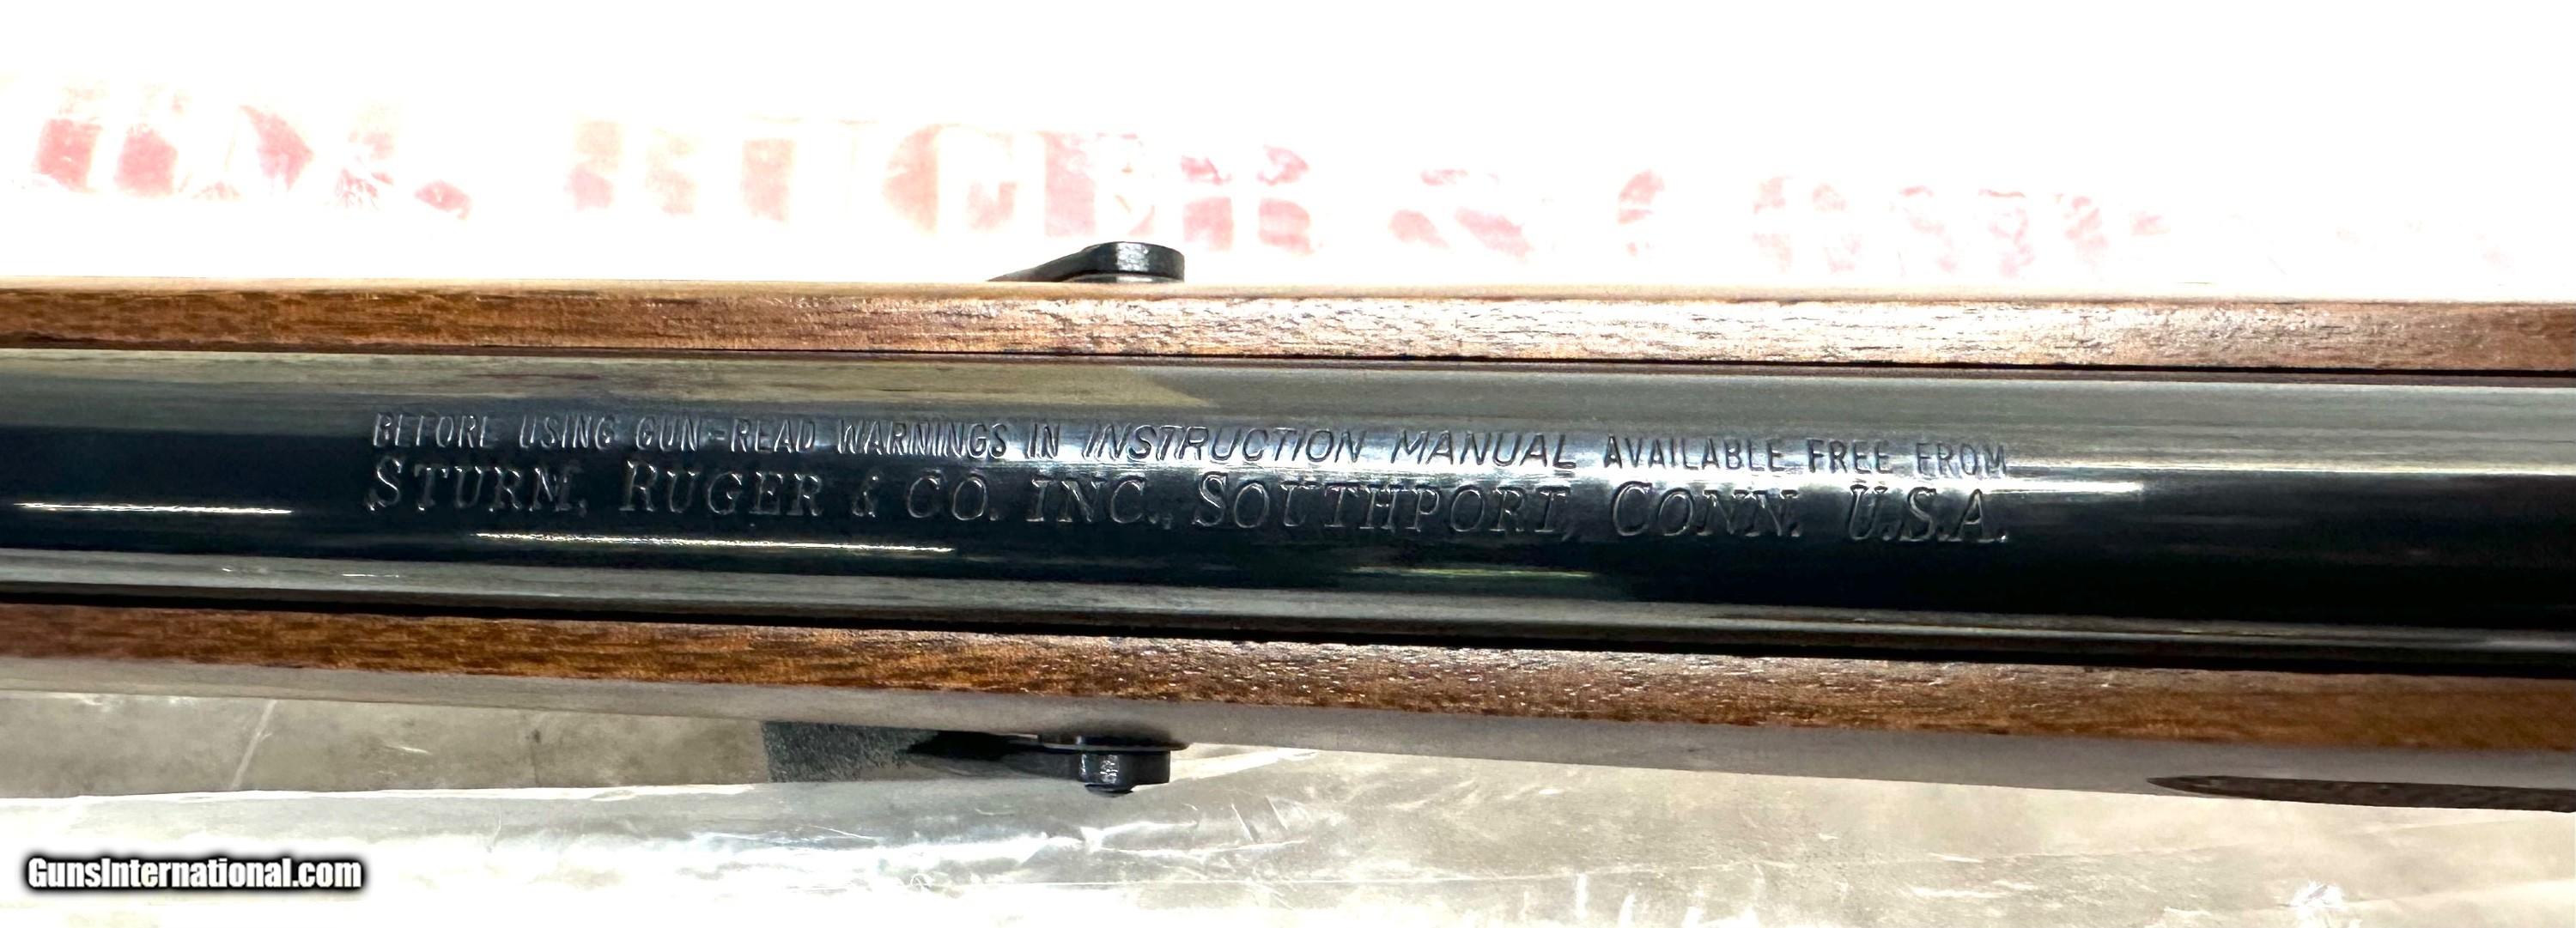 RUGER &
BEFORE USING GUN-READ WARNINGS IN INSTRUCTION MANUAL AVAILABLE FREE FROM
STURM, RUGER & CO. INC., SOUTHPORT, CONN. U.S.A.
GunsInternational.com